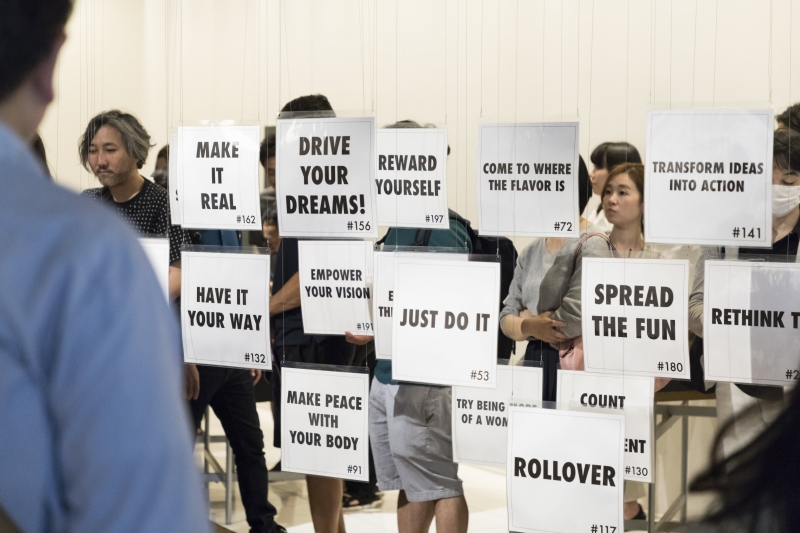 MAKE
IT
REAL
#162
DRIVE
YOUR
DREAMS!
#156
REWARD
YOURSELF
#197
COME TO WHERE
THE FLAVOR IS
#72
TRANSFORM IDEAS
INTO ACTION
#141
HAVE IT
YOUR WAY
#132
EMPOWER
YOUR VISION
#191
JUST DO IT
#53
SPREAD
THE FUN
#180
RETHINK
MAKE PEACE
WITH
YOUR BODY
#91
TRY BEING
OF A
COUNT
#130
ROLLOVER
#117